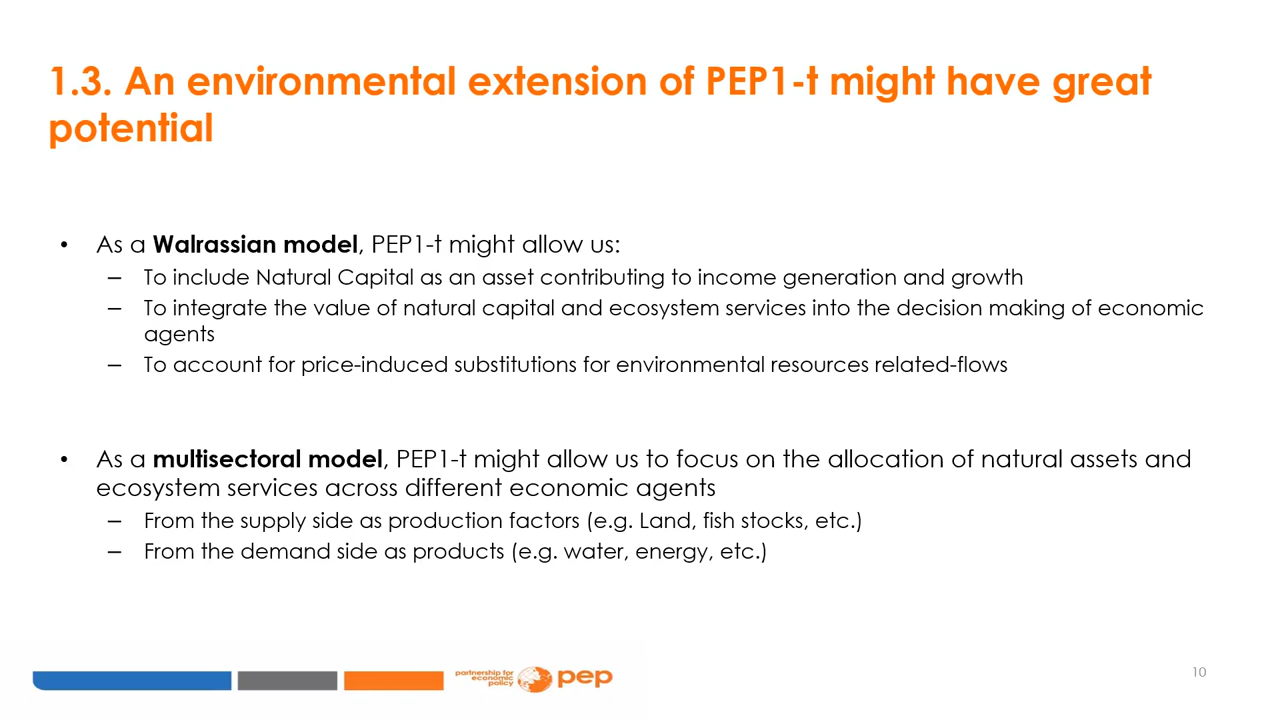 1.3. An environmental extension of PEP1-t might have great
potential
• As a Walrassian model, PEP1-t might allow us:
– To include Natural Capital as an asset contributing to income generation and growth
– To integrate the value of natural capital and ecosystem services into the decision making of economic
agents
– To account for price-induced substitutions for environmental resources related-flows
• As a multisectoral model, PEP1-t might allow us to focus on the allocation of natural assets and
ecosystem services across different economic agents
– From the supply side as production factors (e.g. Land, fish stocks, etc.)
– From the demand side as products (e.g. water, energy, etc.)
partnership for
economic
policy
pep
10